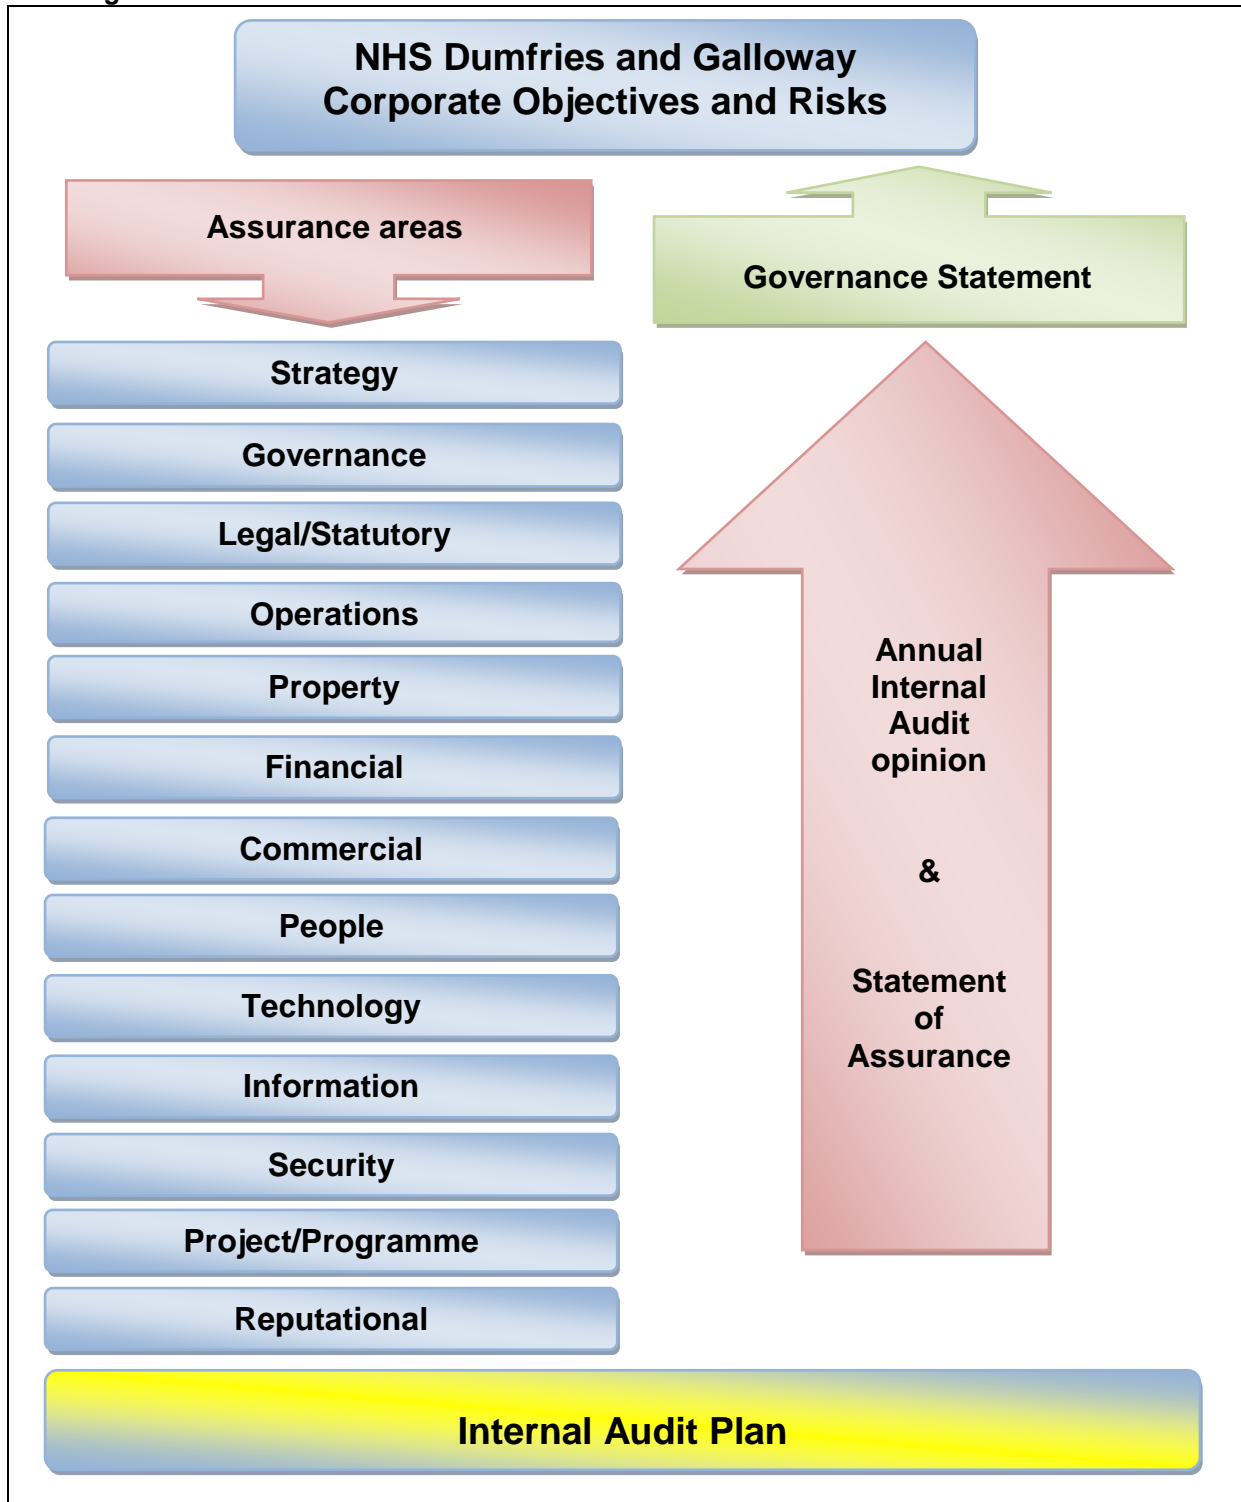 NHS Dumfries and Galloway
Corporate Objectives and Risks
Assurance areas
Governance Statement
Strategy
Governance
Legal/Statutory
Operations
Property
Financial
Commercial
People
Technology
Information
Security
Project/Programme
Reputational
Annual
Internal
Audit
opinion
&
Statement
of
Assurance
Internal Audit Plan